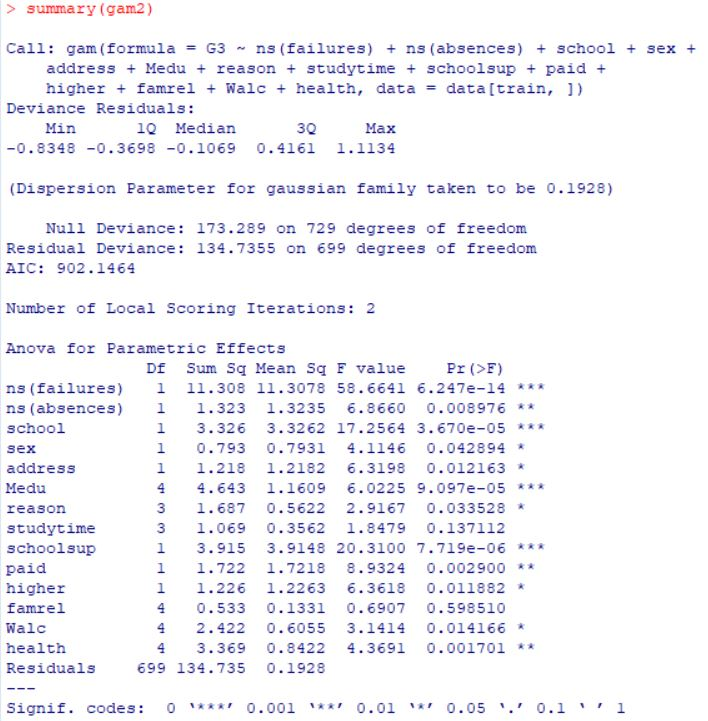 > summary(gam2)
Call: gam(formula = G3 ~ ns(failures) + ns(absences) + school + sex +
address + Medu + reason + studytime + schoolsup + paid +
higher + famrel + Walc + health, data = data[train, ])
Deviance Residuals:
Min 1Q Median 3Q Max
-0.8348 -0.3698 -0.1069 0.4161 1.1134
(Dispersion Parameter for gaussian family taken to be 0.1928)
Null Deviance: 173.289 on 729 degrees of freedom
Residual Deviance: 134.7355 on 699 degrees of freedom
AIC: 902.1464
Number of Local Scoring Iterations: 2
Anova for Parametric Effects
Df Sum Sq Mean Sq F value Pr(>F)
ns(failures) 1 11.308 11.3078 58.6641 6.247e-14 ***
ns(absences) 1 1.323 1.3235 6.8660 0.008976 **
school 1 3.326 3.3262 17.2564 3.670e-05 ***
sex 1 0.793 0.7931 4.1146 0.042894 *
address 1 1.218 1.2182 6.3198 0.012163 *
Medu 4 4.643 1.1609 6.0225 9.097e-05 ***
reason 3 1.687 0.5622 2.9167 0.033528 *
studytime 3 1.069 0.3562 1.8479 0.137112
schoolsup 1 3.915 3.9148 20.3100 7.719e-06 ***
paid 1 1.722 1.7218 8.9324 0.002900 **
higher 1 1.226 1.2263 6.3618 0.011882 *
famrel 4 0.533 0.1331 0.6907 0.598510
Walc 4 2.422 0.6055 3.1414 0.014166 *
health 4 3.369 0.8422 4.3691 0.001701 **
Residuals 699 134.735 0.1928
---
Signif. codes: 0 ‘***’ 0.001 ‘**’ 0.01 ‘*’ 0.05 ‘.’ 0.1 ‘ ’ 1